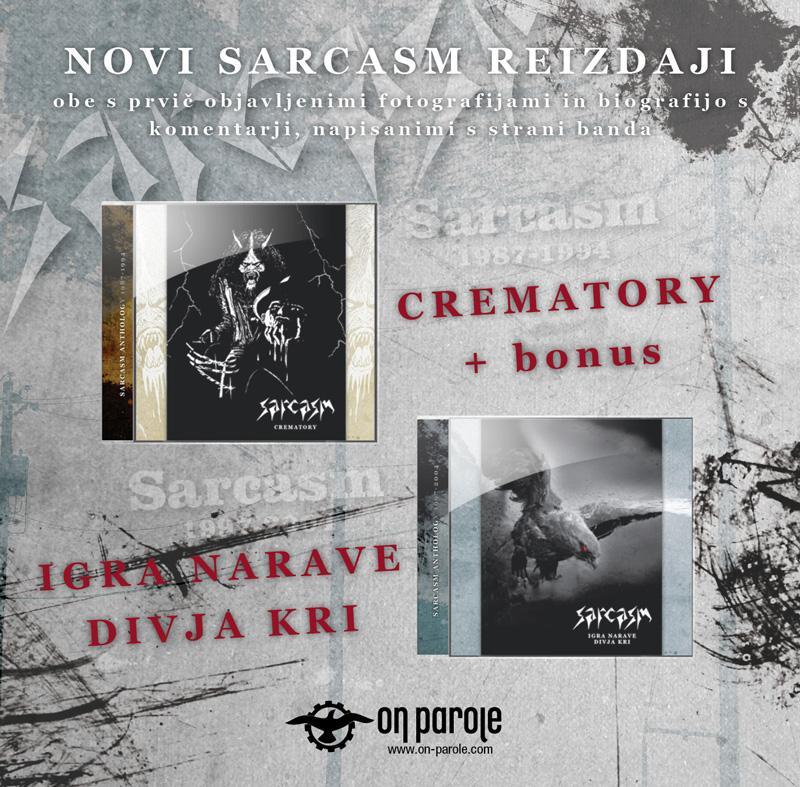 NOVI SARCASM REIZDAJI
obe s prvič objavljenimi fotografijami in biografijo s
komentarji, napisanimi s strani banda
Sarcasm
1987-1994
SARCASM ANTHOLOGY 1987-1994
sarcasm
CREMATORY
CREMATORY
+ bonus
Sarcasm
SARCASM ANTHOLOGY 1997-2004
sarcasm
IGRA NARAVE
DIVJA KRI
IGRA NARAVE
DIVJA KRI
on parole
www.on-parole.com